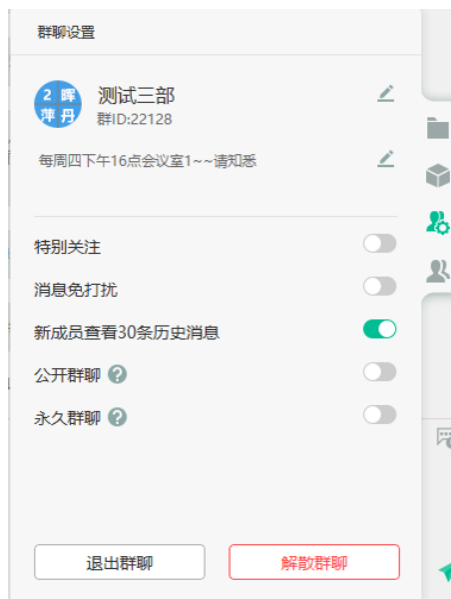 群聊设置
2 晖
萍 丹
测试三部
群ID:22128
每周四下午16点会议室1~~请知悉
特别关注
消息免打扰
新成员查看30条历史消息
公开群聊 ?
永久群聊 ?
退出群聊
解散群聊